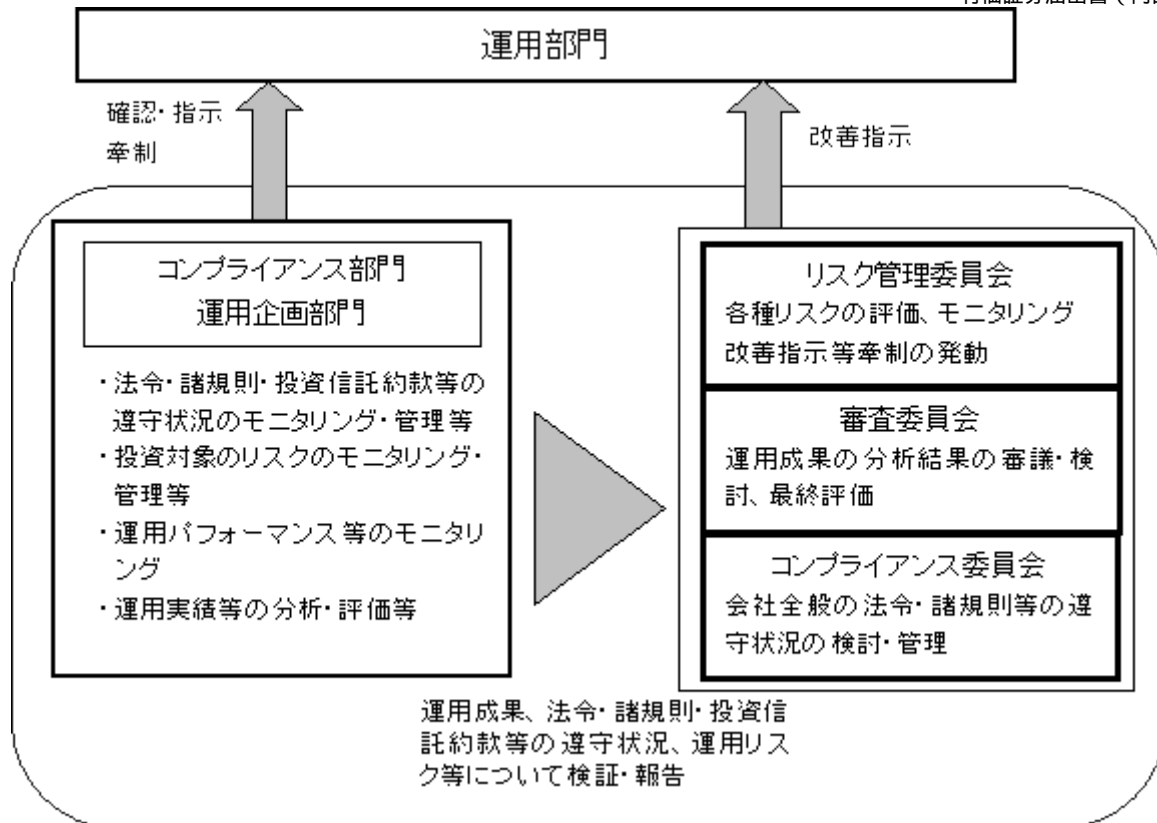 運用部門
確認・指示
牽制
改善指示
コンプライアンス部門
運用企画部門
・法令・諸規則・投資信託約款等の
遵守状況のモニタリング・管理等
・投資対象のリスクのモニタリング・
管理等
・運用パフォーマンス等のモニタリ
ング
・運用実績等の分析・評価等
リスク管理委員会
各種リスクの評価、モニタリング
改善指示等牽制の発動
審査委員会
運用成果の分析結果の審議・検
討、最終評価
コンプライアンス委員会
会社全般の法令・諸規則等の遵
守状況の検討・管理
運用成果、法令・諸規則・投資信
託約款等の遵守状況、運用リス
ク等について検証・報告